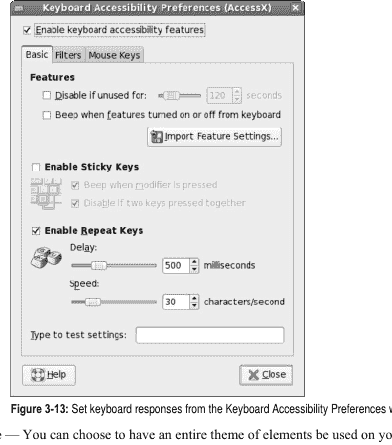 Keyboard Accessibility Preferences (AccessX)
Enable keyboard accessibility features
Basic Filters Mouse Keys
Features
Disable if unused for: 120 seconds
Beep when features turned on or off from keyboard
Import Feature Settings...
Enable Sticky Keys
Beep when modifier is pressed
Disable if two keys pressed together
Enable Repeat Keys
Delay:
500 milliseconds
Speed:
30 characters/second
Type to test settings:
Help Close
Figure 3-13: Set keyboard responses from the Keyboard Accessibility Preferences
— You can choose to have an entire theme of elements be used on